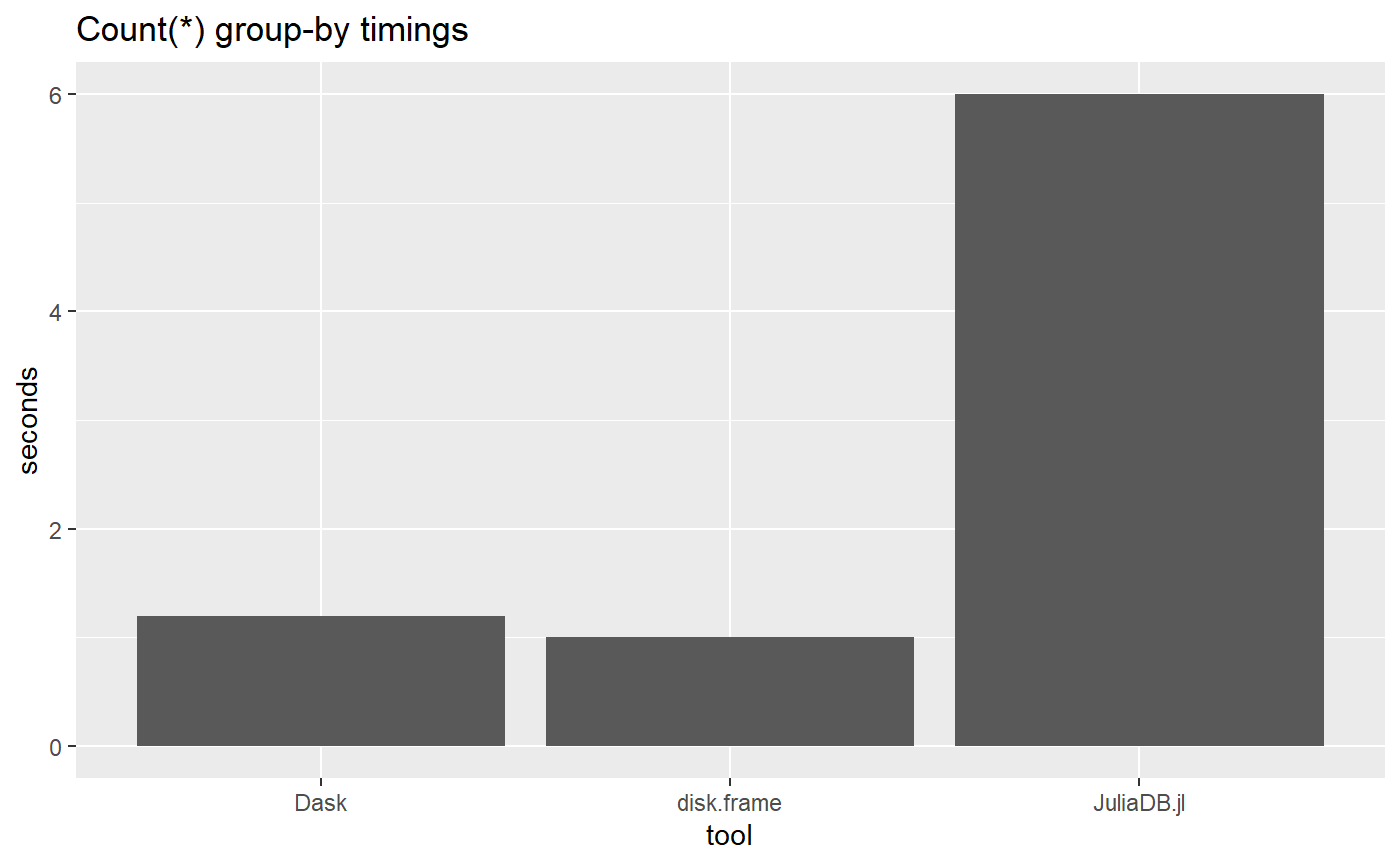 Count(*) group-by timings
6
4
2
0
seconds
Dask disk.frame JuliaDB.jl
tool